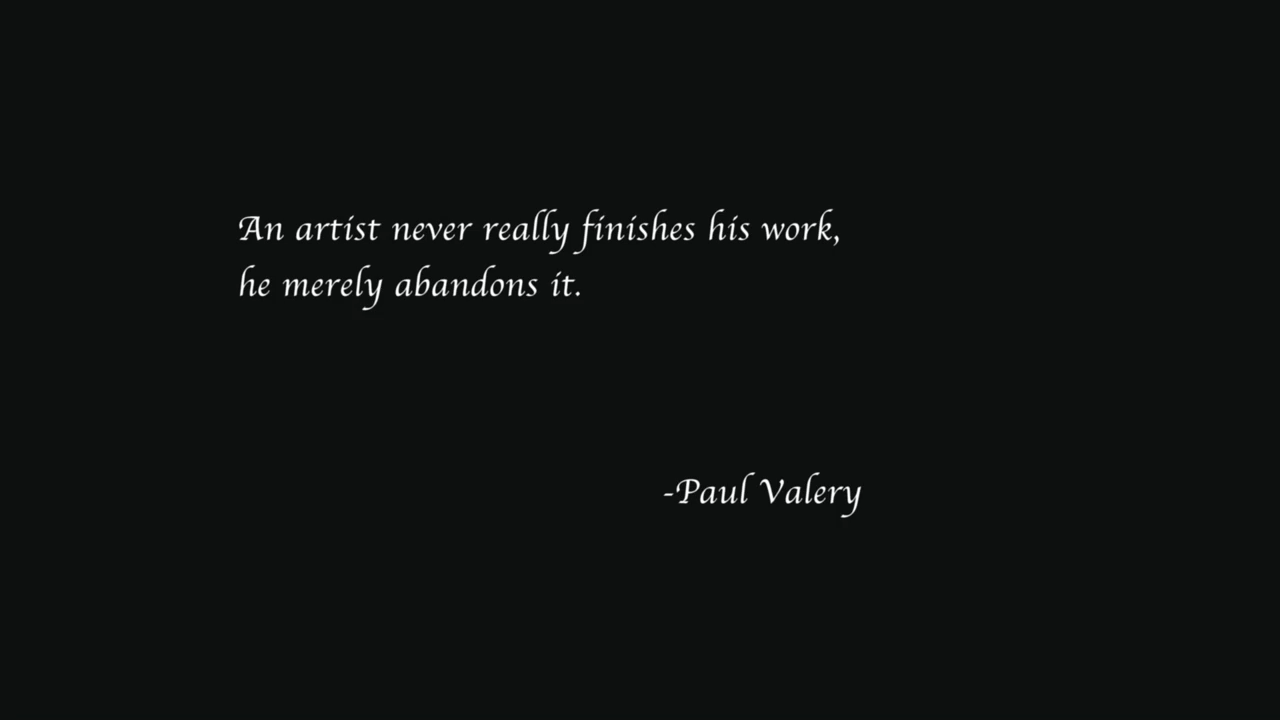 An artist never really finishes his work,
he merely abandons it.
-Paul Valery